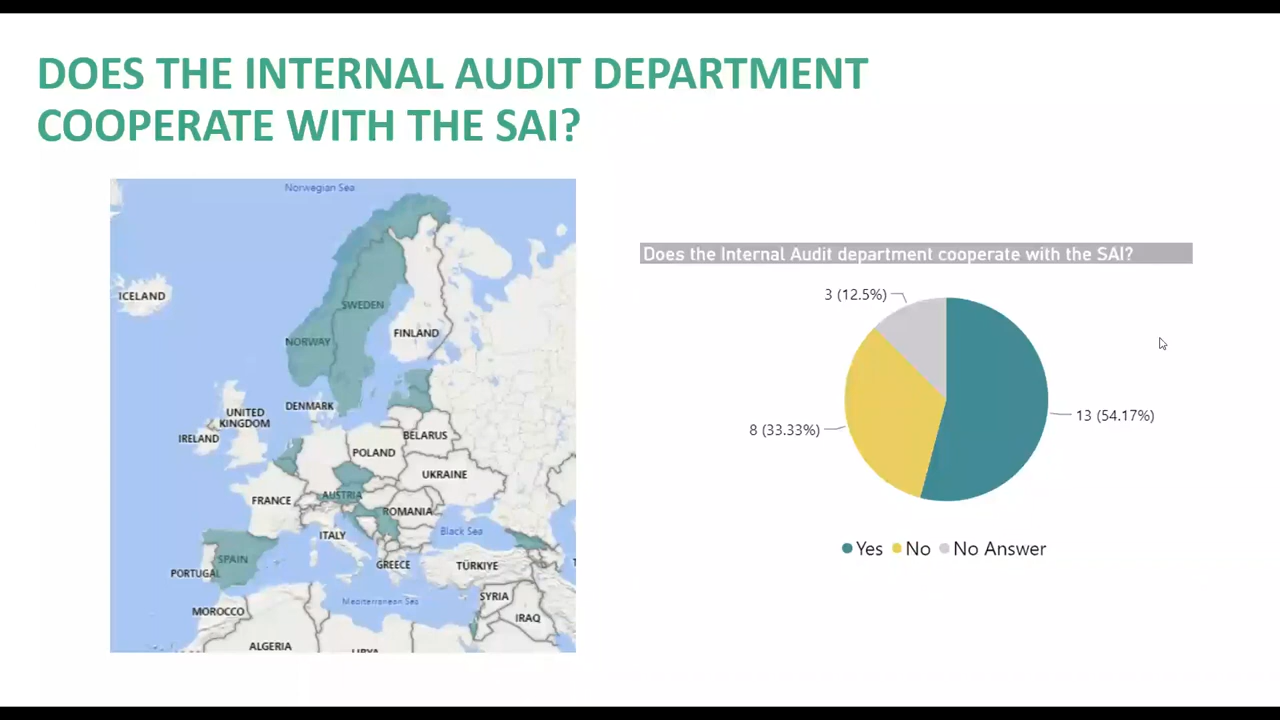 DOES THE INTERNAL AUDIT DEPARTMENT
COOPERATE WITH THE SAI?
Norwegian Sea
ICELAND
SWEDEN
FINLAND
NORWAY
DENMARK
UNITED
KINGDOM
IRELAND
BELARUS
POLAND
UKRAINE
AUSTRIA
FRANCE
ROMANIA
Black Sea
ITALY
SPAIN
GREECE
TÜRKIYE
PORTUGAL
Mediterranean Sea
SYRIA
MOROCCO
IRAQ
ALGERIA
LIBYA
Does the Internal Audit department cooperate with the SAI?
3 (12.5%)
13 (54.17%)
8 (33.33%)
Yes No No Answer